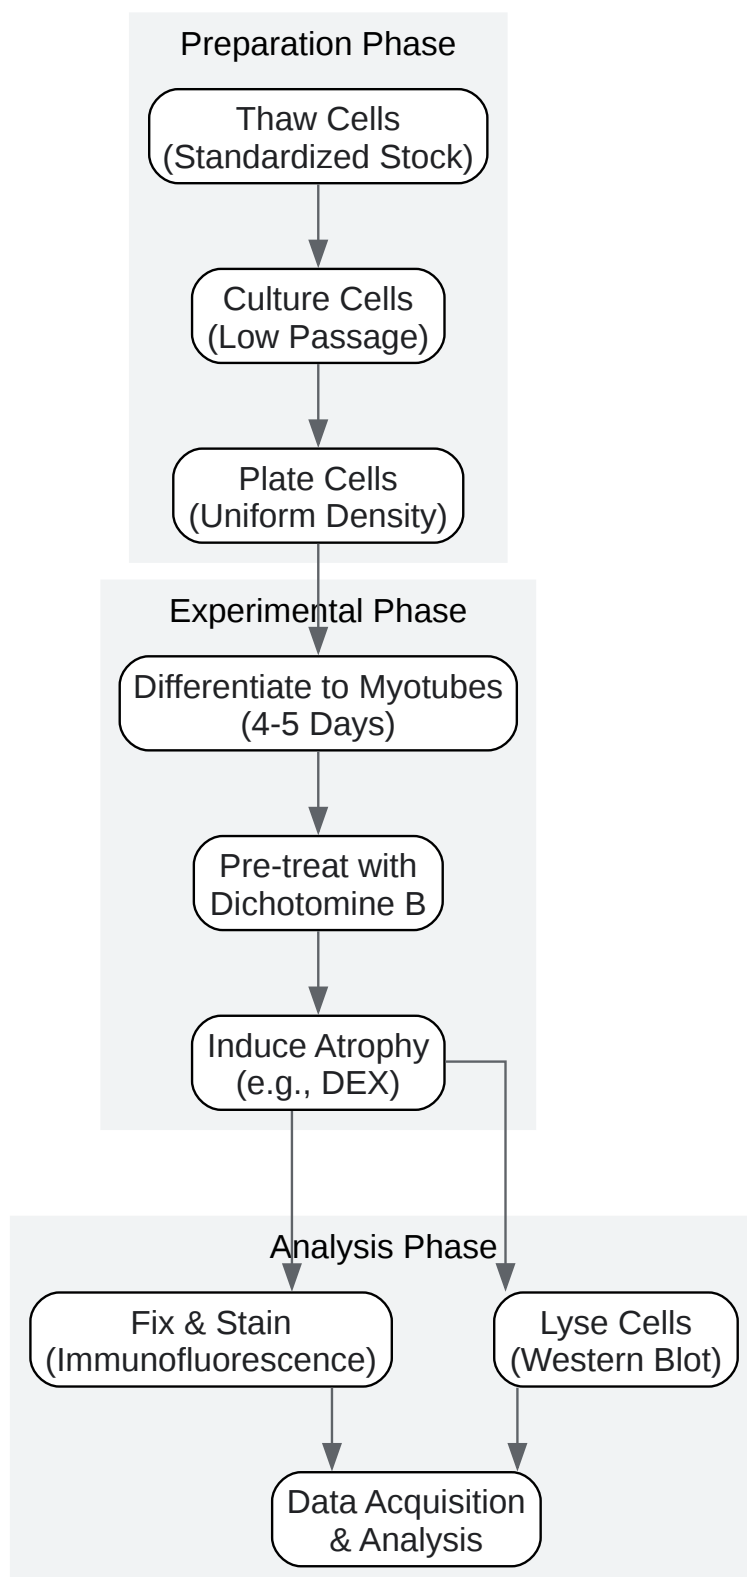 Preparation Phase
Thaw Cells
(Standardized Stock)
Culture Cells
(Low Passage)
Plate Cells
(Uniform Density)
Experimental Phase
Differentiate to Myotubes
(4-5 Days)
Pre-treat with
Dichotomine B
Induce Atrophy
(e.g., DEX)
Analysis Phase
Fix & Stain
(Immunofluorescence)
Lyse Cells
(Western Blot)
Data Acquisition
& Analysis